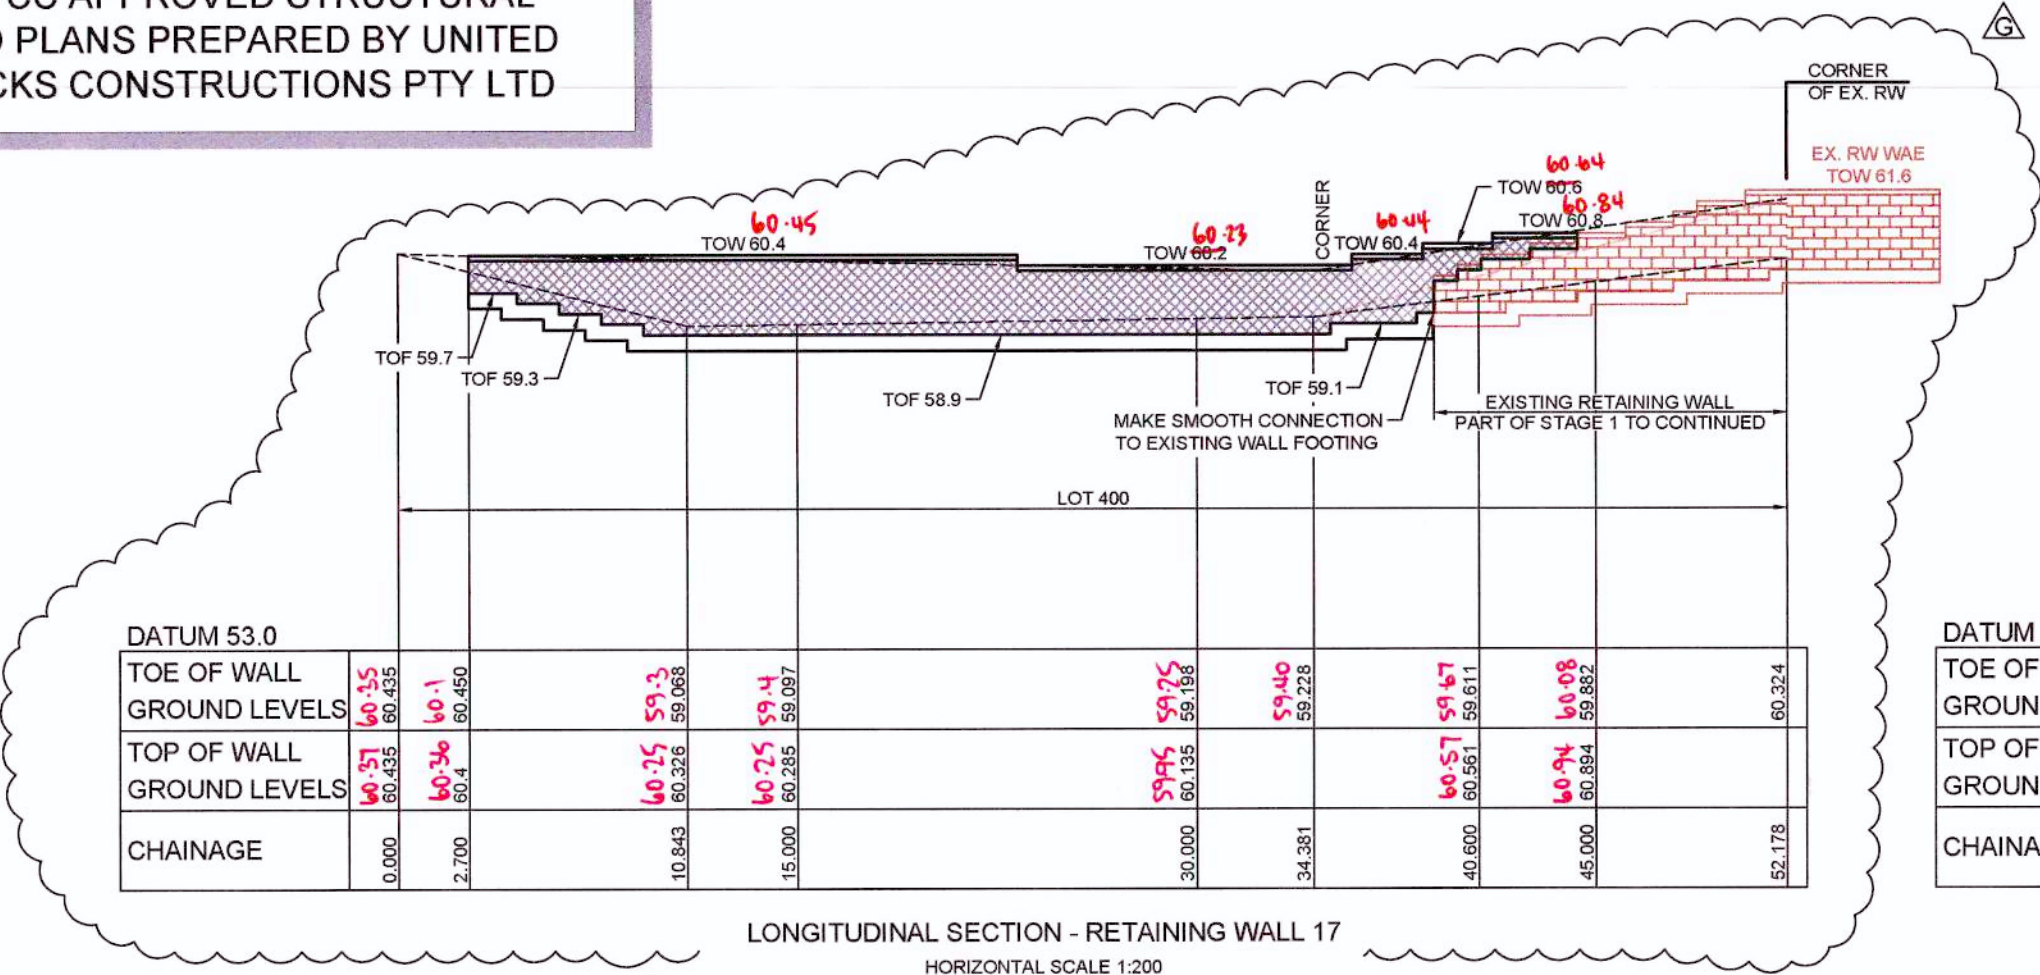 PLANS PREPARED BY UNITED
CONSTRUCTIONS PTY LTD
G
CORNER
OF EX. RW
EX. RW WAE
TOW 61.6
60.64
TOW 60.6
60.84
TOW 60.8
60.45
TOW 60.4
60.23
TOW 60.2
CORNER
60.44
TOW 60.4
TOF 59.7
TOF 59.3
TOF 58.9
TOF 59.1
MAKE SMOOTH CONNECTION
TO EXISTING WALL FOOTING
EXISTING RETAINING WALL
PART OF STAGE 1 TO CONTINUED
LOT 400
DATUM 53.0
TOE OF WALL
GROUND LEVELS
60.35 60.1 59.3 59.4 59.25 59.40 59.67 60.08
60.435 60.450 59.068 59.097 59.198 59.228 59.611 59.882 60.324
TOP OF WALL
GROUND LEVELS
60.37 60.36 60.25 60.25 59.95 60.57 60.94
60.435 60.4 60.326 60.285 60.135 60.561 60.894
CHAINAGE 0.000 2.700 10.843 15.000 30.000 34.381 40.600 45.000 52.178
DATUM
TOE OF
GROUN
TOP OF
GROUN
CHAINA
LONGITUDINAL SECTION - RETAINING WALL 17
HORIZONTAL SCALE 1:200